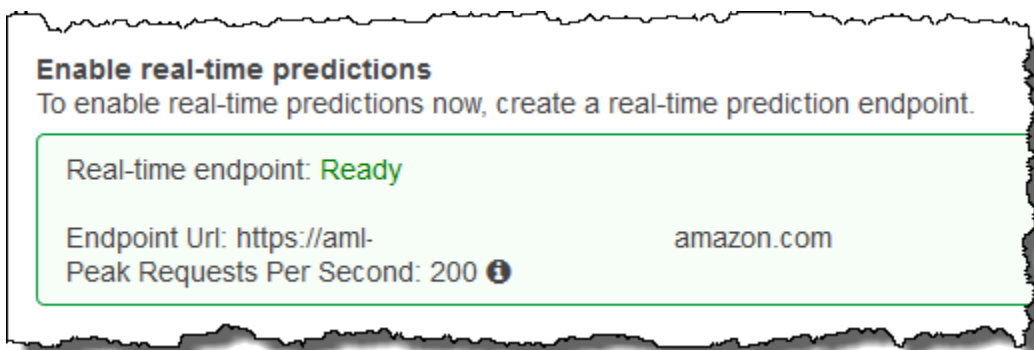 Enable real-time predictions
To enable real-time predictions now, create a real-time prediction endpoint.
Real-time endpoint: Ready
Endpoint Url: https://aml- amazon.com
Peak Requests Per Second: 200